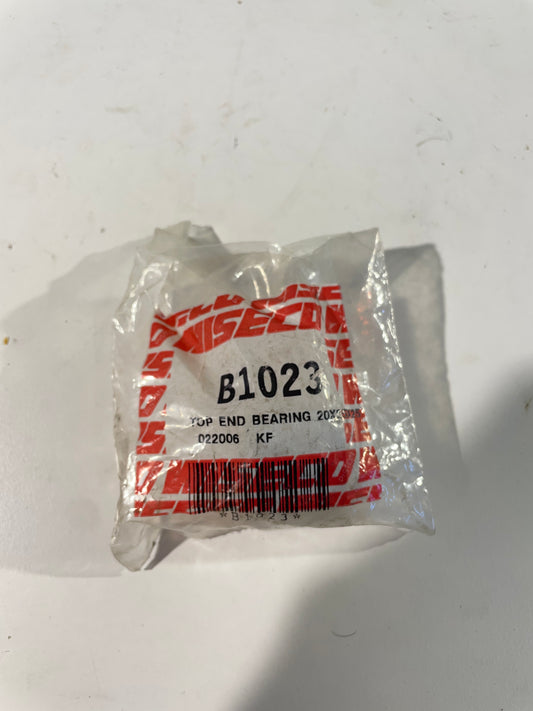 WISECO
B1023
TOP END BEARING
022006 KF
*B1023*